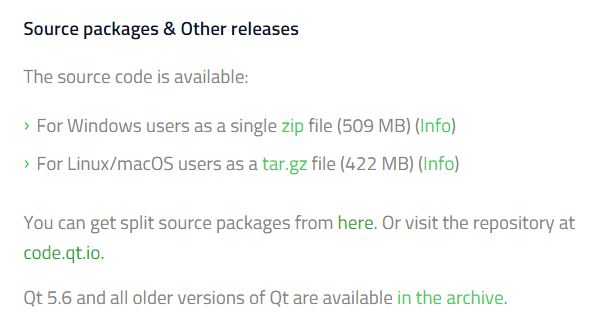 Source packages & Other releases
The source code is available:
› For Windows users as a single zip file (509 MB) (Info)
› For Linux/macOS users as a tar.gz file (422 MB) (Info)
You can get split source packages from here. Or visit the repository at
code.qt.io.
Qt 5.6 and all older versions of Qt are available in the archive.